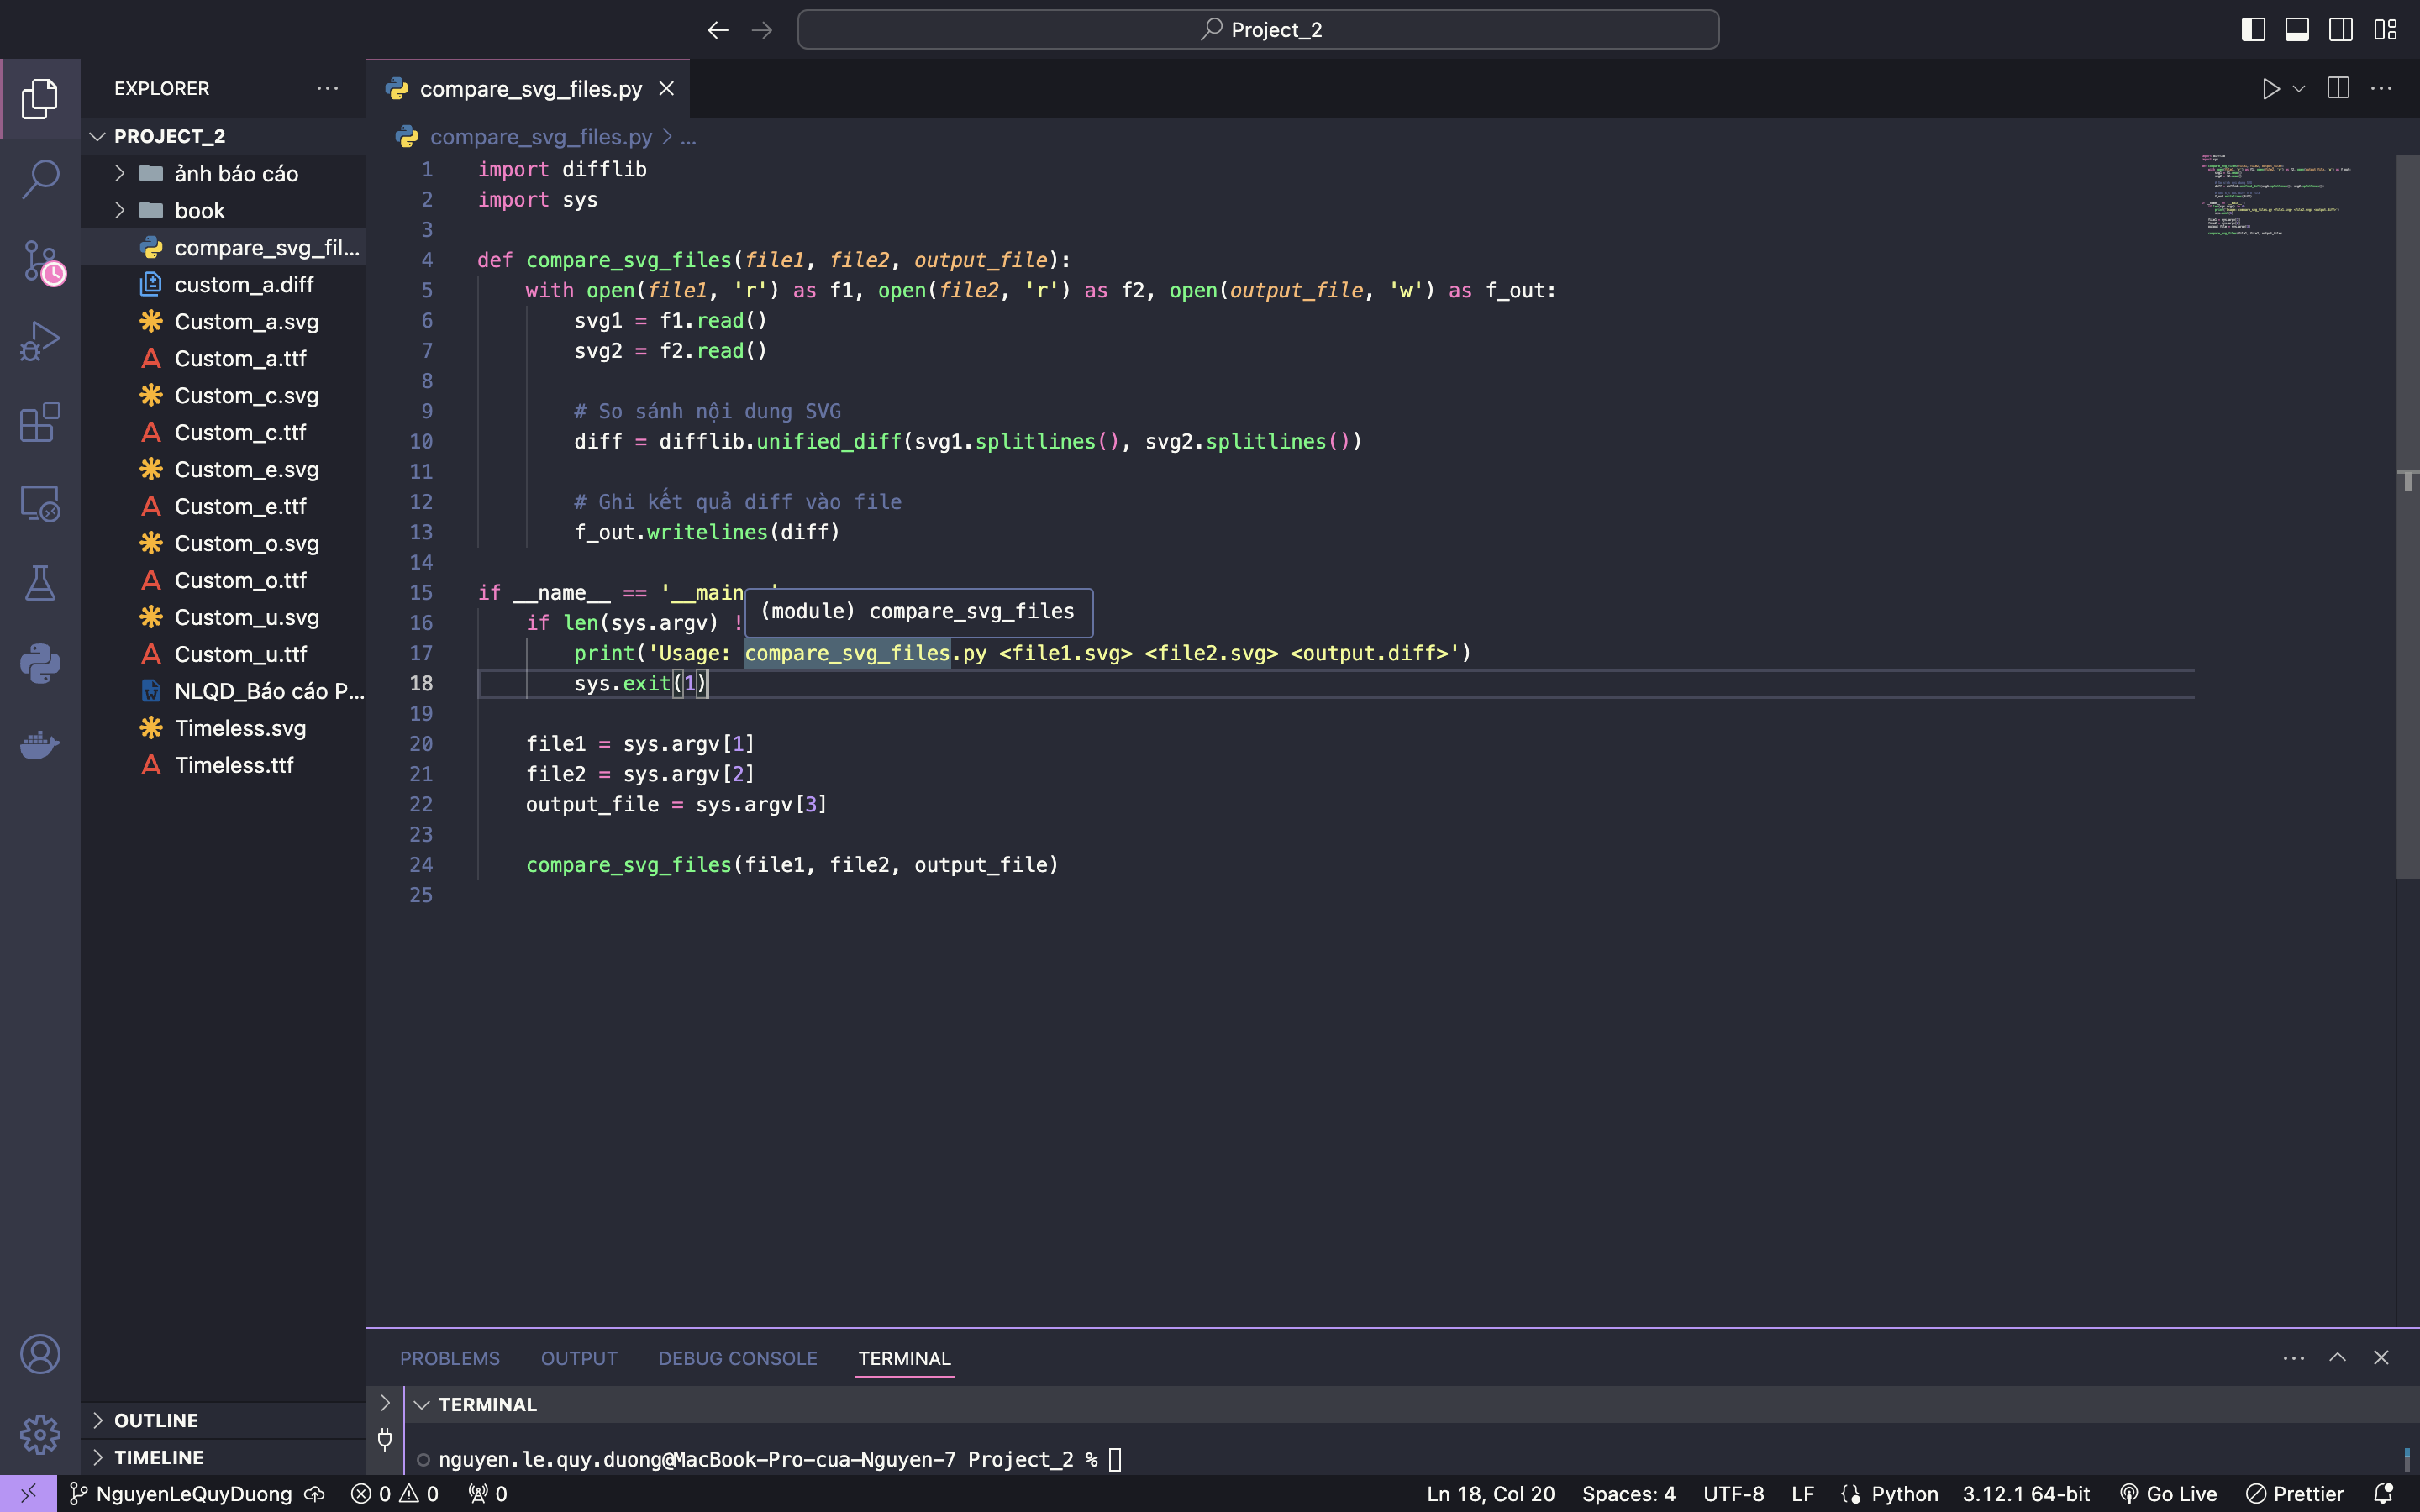 Project_2
EXPLORER
compare_svg_files.py
PROJECT_2
ảnh báo cáo
book
compare_svg_fil...
custom_a.diff
Custom_a.svg
Custom_a.ttf
Custom_c.svg
Custom_c.ttf
Custom_e.svg
Custom_e.ttf
Custom_o.svg
Custom_o.ttf
Custom_u.svg
Custom_u.ttf
NLQD_Báo cáo P...
Timeless.svg
Timeless.ttf
OUTLINE
TIMELINE
compare_svg_files.py > ...
1 import difflib
2 import sys
3
4 def compare_svg_files(file1, file2, output_file):
5 with open(file1, 'r') as f1, open(file2, 'r') as f2, open(output_file, 'w') as f_out:
6 svg1 = f1.read()
7 svg2 = f2.read()
8
9 # So sánh nội dung SVG
10 diff = difflib.unified_diff(svg1.splitlines(), svg2.splitlines())
11
12 # Ghi kết quả diff vào file
13 f_out.writelines(diff)
14
15 if __name__ == '__main '
(module) compare_svg_files
16 if len(sys.argv) !
17 print('Usage: compare_svg_files.py <file1.svg> <file2.svg> <output.diff>')
18 sys.exit(1)
19
20 file1 = sys.argv[1]
21 file2 = sys.argv[2]
22 output_file = sys.argv[3]
23
24 compare_svg_files(file1, file2, output_file)
25
PROBLEMS OUTPUT DEBUG CONSOLE TERMINAL
TERMINAL
nguyen.le.quy.duong@MacBook-Pro-cua-Nguyen-7 Project_2 %
NguyenLeQuyDuong 0 0 0 Ln 18, Col 20 Spaces: 4 UTF-8 LF Python 3.12.1 64-bit Go Live Prettier